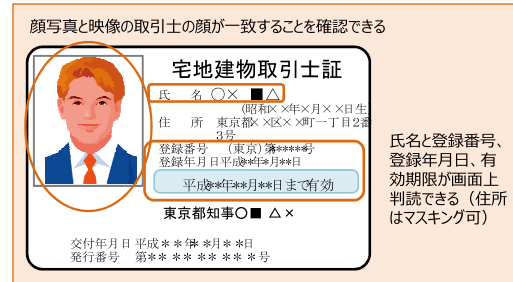 顔写真と映像の取引士の顔が一致することを確認できる
宅地建物取引士証
氏 名 〇× ■△
(昭和××年×月××日生
住 所 東京都××区××町一丁目2番
3号
登録番号 (東京)第******号
登録年月日平成**年*月**日
平成**年**月**日まで有効
東京都知事〇■ △×
交付年月日 平成**年*月**日
発行番号 第*********号
氏名と登録番号、
登録年月日、有
効期限が画面上
判読できる(住所
はマスキング可)